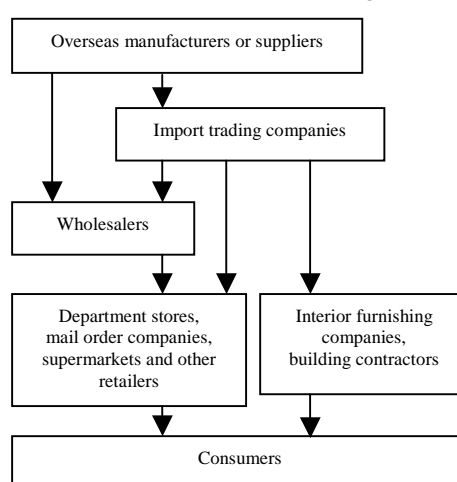 Overseas manufacturers or suppliers
Import trading companies
Wholesalers
Department stores,
mail order companies,
supermarkets and other
retailers
Interior furnishing
companies,
building contractors
Consumers